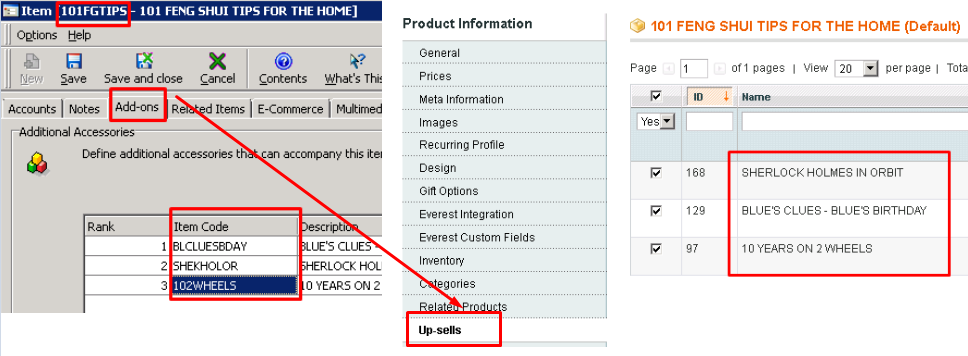 Item [101FGTIPS - 101 FENG SHUI TIPS FOR THE HOME]
Options Help
New Save Save and close Cancel Contents What's This
Accounts Notes Add-ons Related Items E-Commerce Multimed
Additional Accessories
Define additional accessories that can accompany this ite
Rank Item Code Description
1 BLCLUESBDAY BLUE'S CLUES -
2 SHEKHOLOR SHERLOCK HOL
3 102WHEELS 10 YEARS ON 2
Product Information
General
Prices
Meta Information
Images
Recurring Profile
Design
Gift Options
Everest Integration
Everest Custom Fields
Inventory
Categories
Related Products
Up-sells
101 FENG SHUI TIPS FOR THE HOME (Default)
Page 1 of 1 pages | View 20 per page | Tota
ID Name
Yes
168 SHERLOCK HOLMES IN ORBIT
129 BLUE'S CLUES - BLUE'S BIRTHDAY
97 10 YEARS ON 2 WHEELS